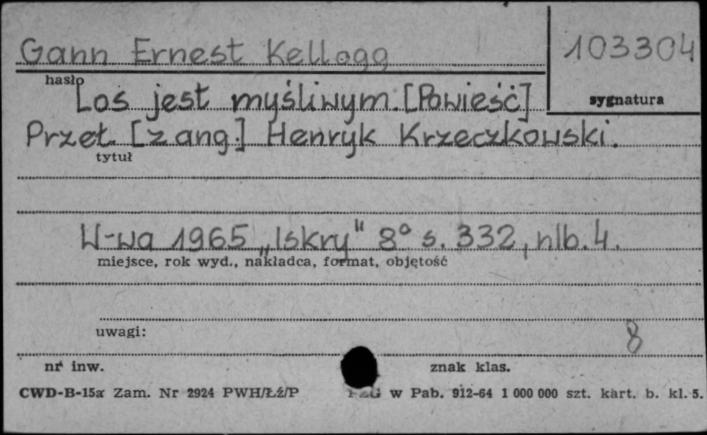 Gann Ernest Kellogg
103304
hasło
sygnatura
Los jest myśliwym. [Powieść]
Przeł. [z ang.] Henryk Krzeczkowski.
tytuł
W-wa 1965 „Iskry" 8° s. 332, nlb. 4.
miejsce, rok wyd., nakładca, format, objętość
uwagi:
8
nr inw.
znak klas.
CWD-B-15a Zam. Nr 2924 PWH/Łź/P w Pab. 912-64 1 000 000 szt. kart. b. kl. 5.